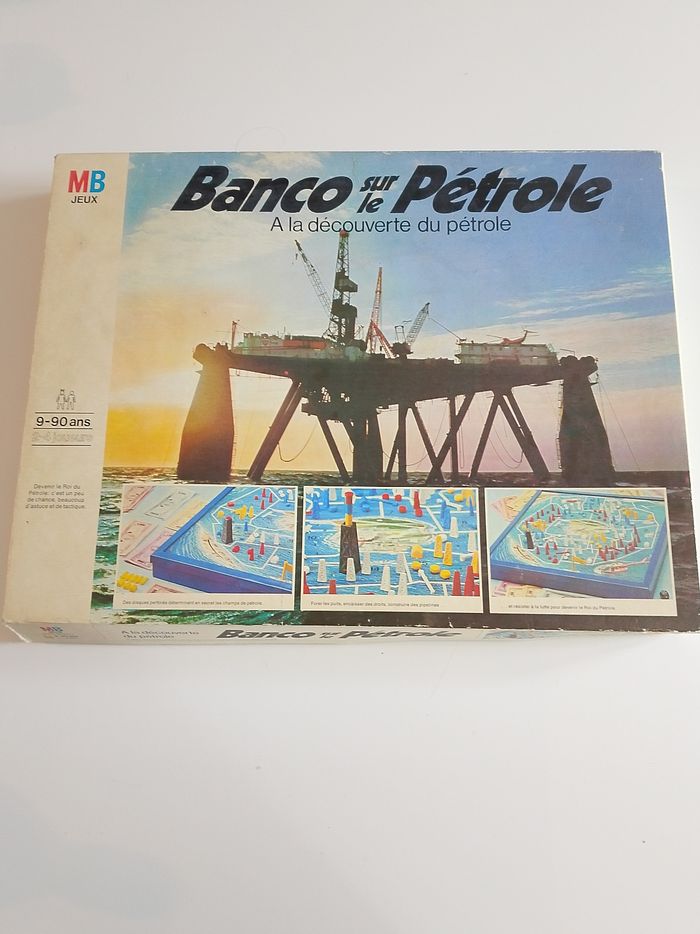 MB
JEUX
Banco sur le Pétrole
A la découverte du pétrole
9-90 ans
2-4 joueurs
Devenir le Roi du
Pétrole: c'est un peu
de chance, beaucoup
d'astuce et de tactique.
Des disques perforés déterminent en secret les champs de pétrole.
Forer les puits, encaisser des droits, construire des pipelines
... et résister à la lutte pour devenir le Roi du Pétrole.
MB
A la découverte
du pétrole
Banco sur le Pétrole